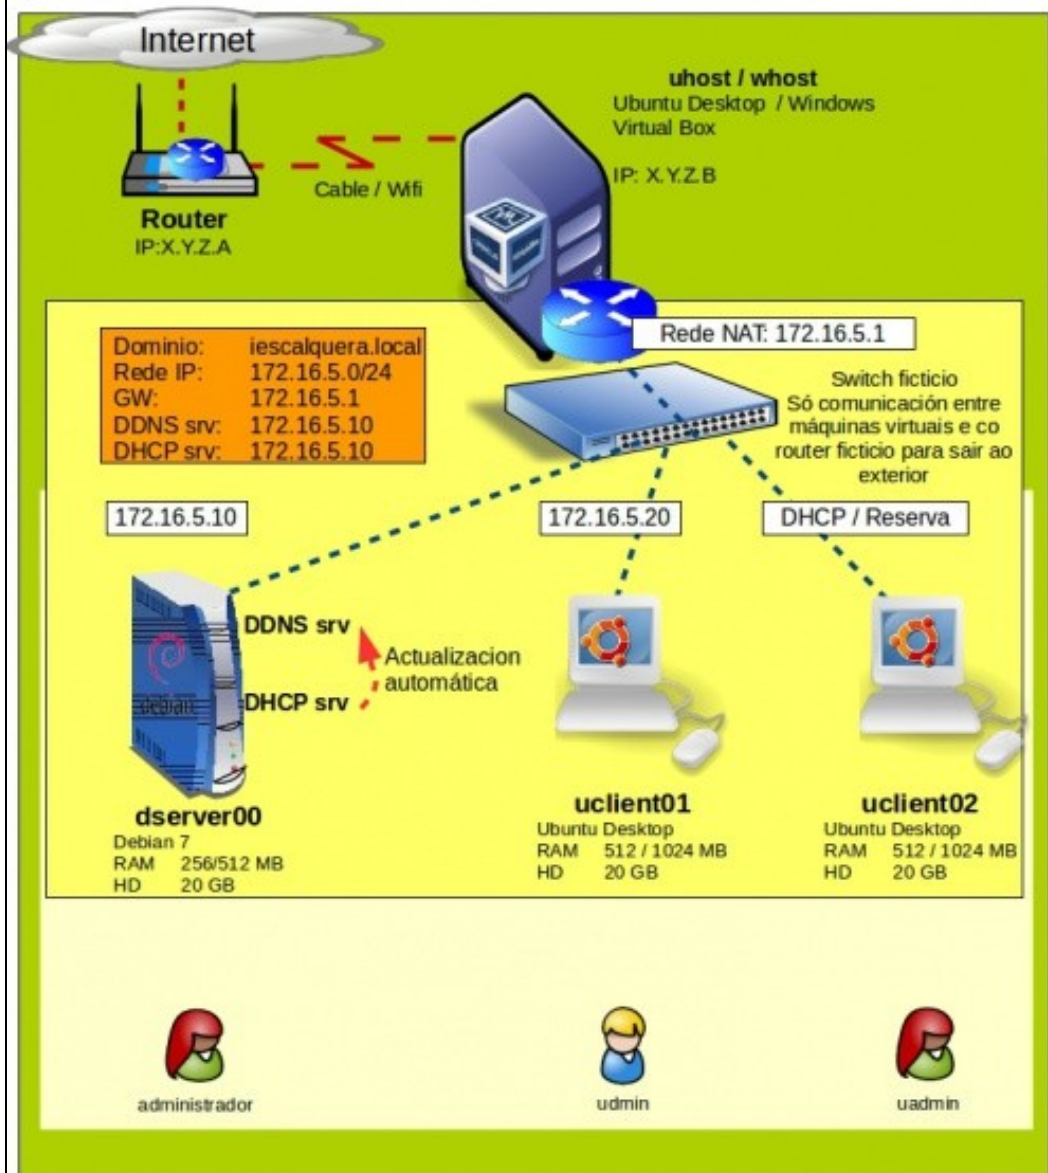 Internet
Router
IP:X.Y.Z.A
Cable / Wifi
uhost / whost
Ubuntu Desktop / Windows
Virtual Box
IP: X.Y.Z.B
Dominio: iescalquera.local
Rede IP: 172.16.5.0/24
GW: 172.16.5.1
DDNS srv: 172.16.5.10
DHCP srv: 172.16.5.10
Rede NAT: 172.16.5.1
Switch ficticio
Só comunicación entre
máquinas virtuais e co
router ficticio para sair ao
exterior
172.16.5.10
172.16.5.20
DHCP / Reserva
DDNS srv
Actualizacion
automática
DHCP srv
debian
dserver00
Debian 7
RAM 256/512 MB
HD 20 GB
uclient01
Ubuntu Desktop
RAM 512 / 1024 MB
HD 20 GB
uclient02
Ubuntu Desktop
RAM 512 / 1024 MB
HD 20 GB
administrador
udmin
uadmin